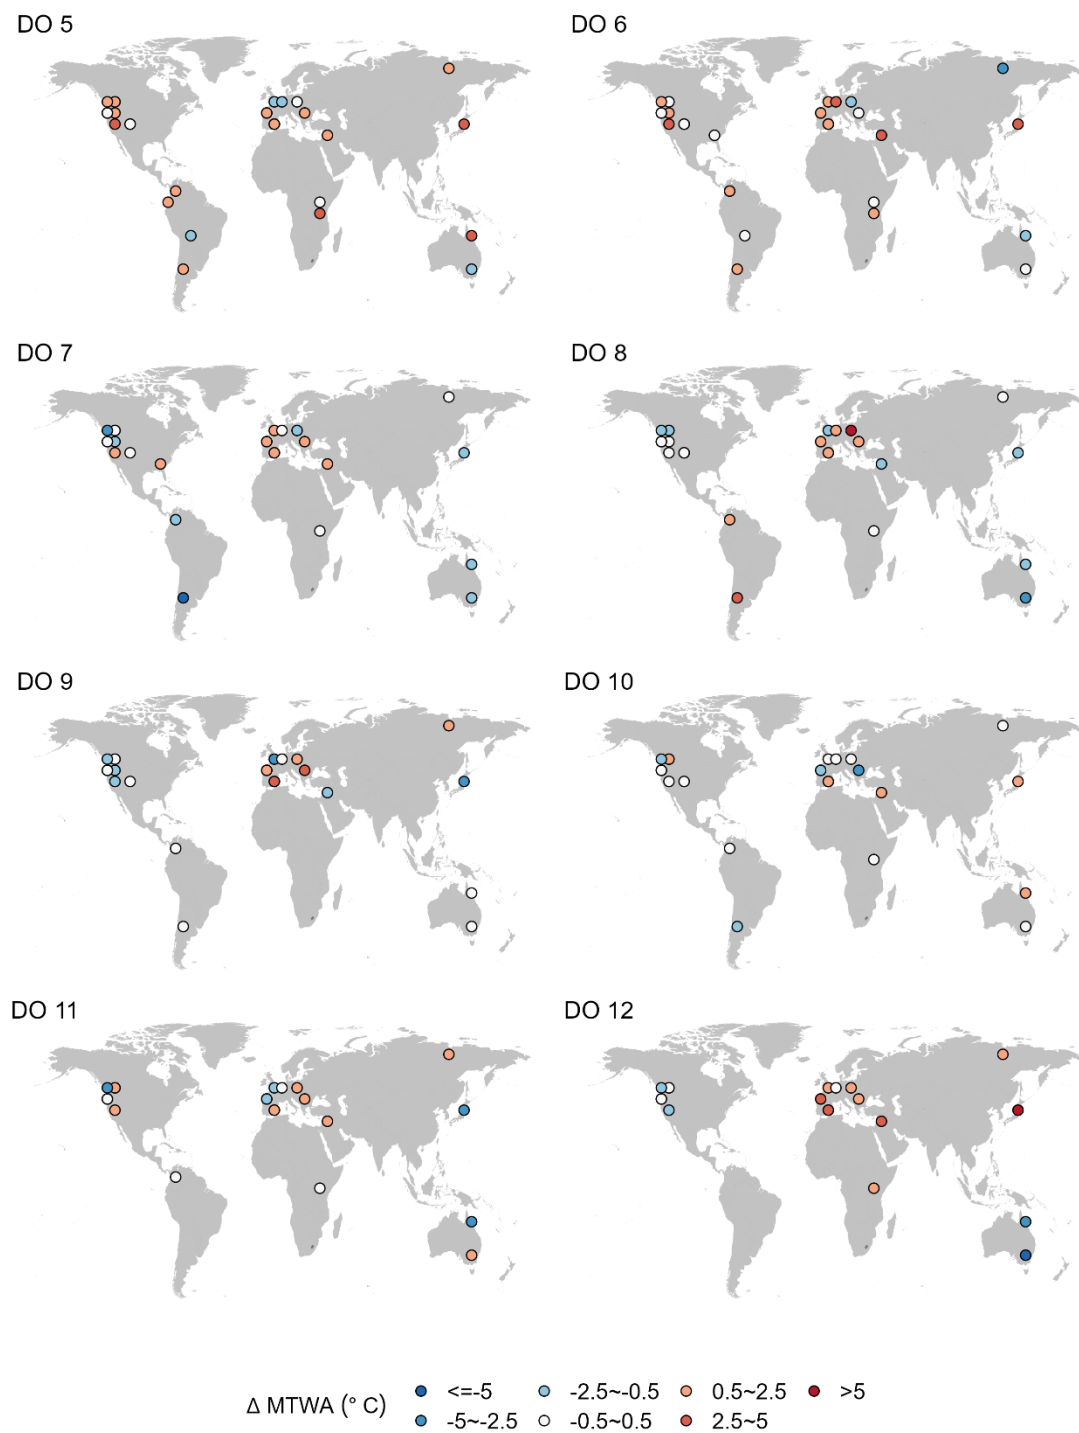 DO 5
DO 6
DO 7
DO 8
DO 9
DO 10
DO 11
DO 12
Δ MTWA (° C)
<=-5
-2.5~-0.5
0.5~2.5
>5
-5~-2.5
-0.5~0.5
2.5~5